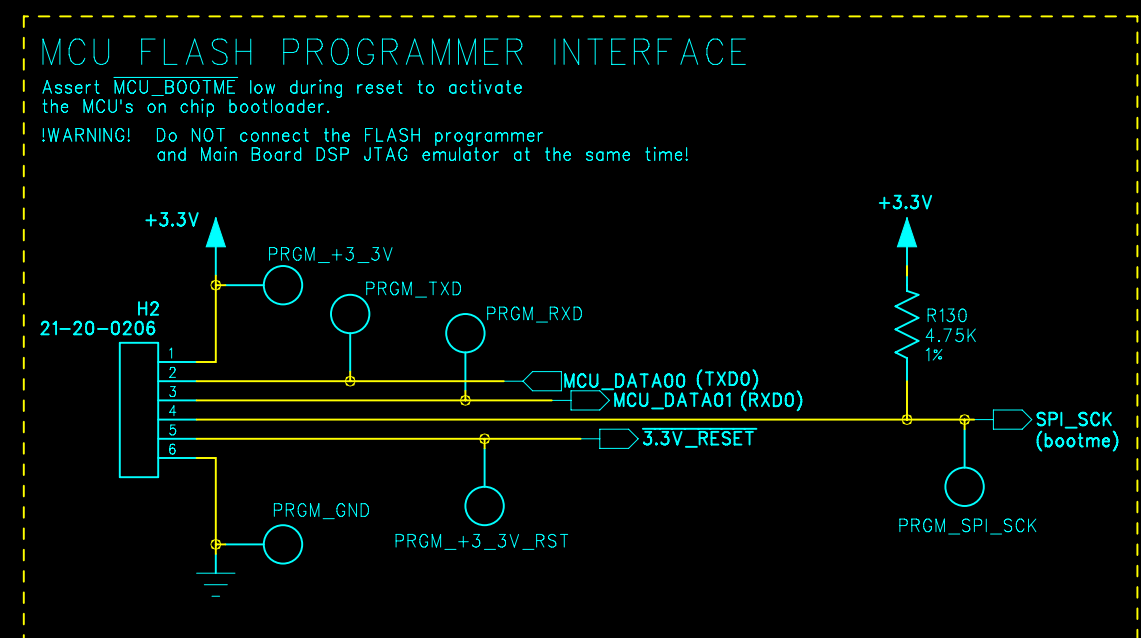 MCU FLASH PROGRAMMER INTERFACE
Assert MCU_BOOTME low during reset to activate
the MCU's on chip bootloader.
!WARNING! Do NOT connect the FLASH programmer
and Main Board DSP JTAG emulator at the same time!
+3.3V
+3.3V
PRGM_+3_3V
PRGM_TXD
PRGM_RXD
H2
21-20-0206
R130
4.75K
1%
1
2
MCU_DATA00 (TXD0)
3
MCU_DATA01 (RXD0)
4
SPI_SCK
(bootme)
5
3.3V_RESET
6
PRGM_GND
PRGM_+3_3V_RST
PRGM_SPI_SCK